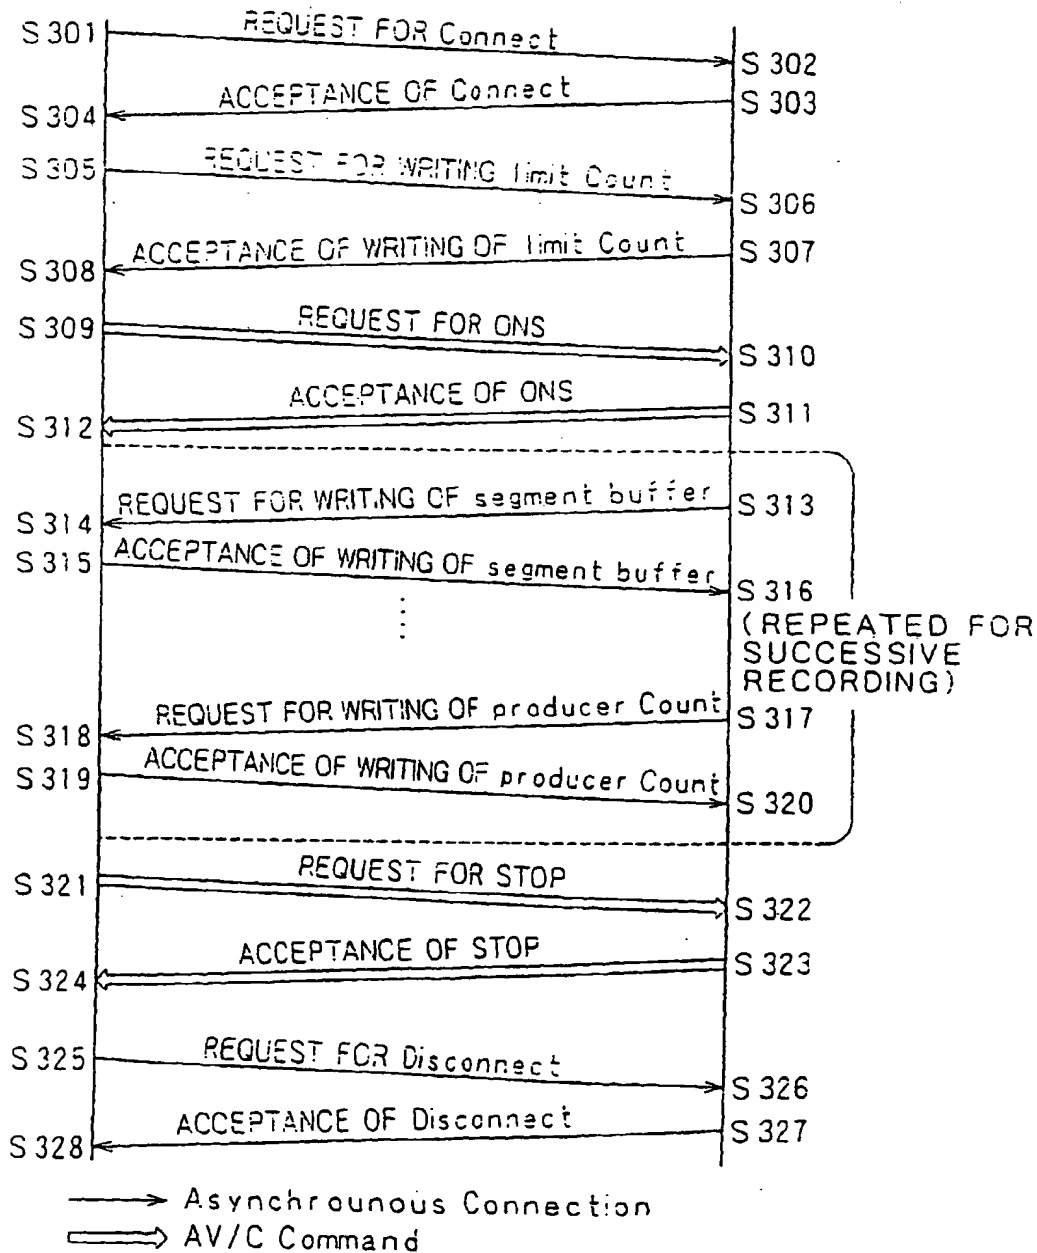 S 301 REQUEST FOR Connect
S 302
ACCEPTANCE OF Connect S 303
S 304
S 305 REQUEST FOR WRITING limit Count
S 306
ACCEPTANCE OF WRITING OF limit Count S 307
S 308
S 309 REQUEST FOR ONS
S 310
ACCEPTANCE OF ONS S 311
S 312
REQUEST FOR WRITING OF segment buffer S 313
S 314
S 315 ACCEPTANCE OF WRITING OF segment buffer
S 316
(REPEATED FOR
SUCCESSIVE
RECORDING)
REQUEST FOR WRITING OF producer Count S 317
S 318
S 319 ACCEPTANCE OF WRITING OF producer Count
S 320
S 321 REQUEST FOR STOP
S 322
ACCEPTANCE OF STOP S 323
S 324
S 325 REQUEST FOR Disconnect
S 326
ACCEPTANCE OF Disconnect S 327
S 328
Asynchrounous Connection
AV/C Command